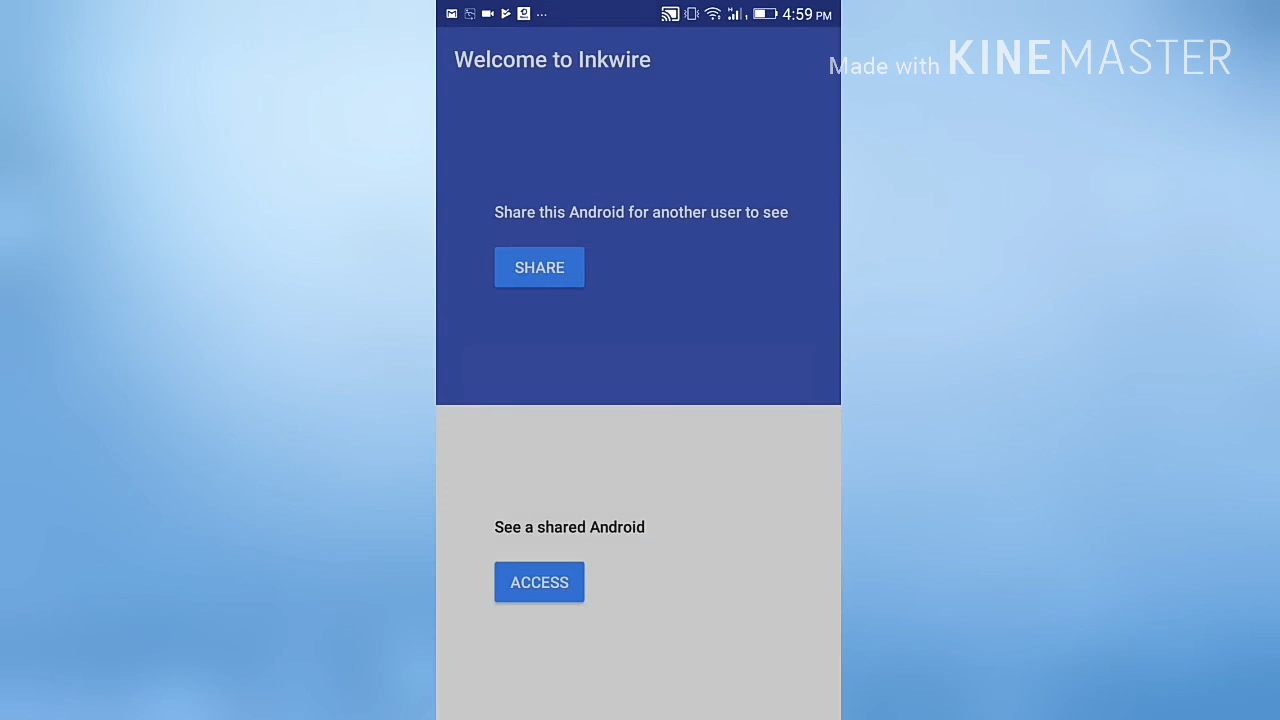 4:59 PM
Welcome to Inkwire
Made with KINEMASTER
Share this Android for another user to see
SHARE
See a shared Android
ACCESS